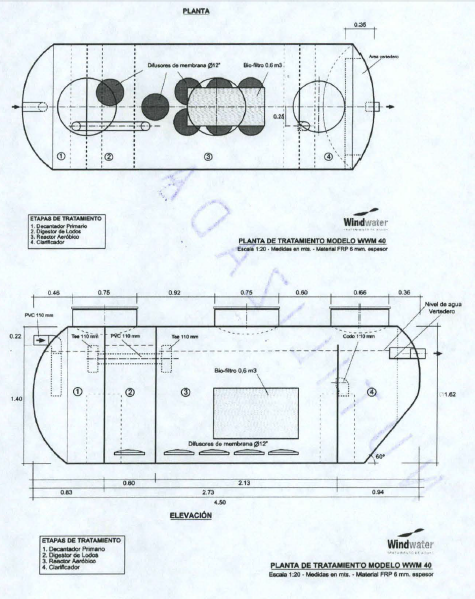 PLANTA
0.35
Difusores de membrana Ø12"
Bio-filtro 0.6 m3
Area vertedero
0.25
1
2
3
4
ETAPAS DE TRATAMIENTO
1. Decantador Primario
2. Digestor de Lodos
3. Reactor Aeróbico
4. Clarificador
Windwater
PLANTA DE TRATAMIENTO MODELO WWM 40
Escala 1:20 - Medidas en mts. - Material FRP 6 mm. espesor
0.46 0.75 0.92 0.75 0.60 0.66 0.36
Nivel de agua
Vertedero
PVC 110 mm
0.22
Tee 110 mm PVC 110 mm Tee 110 mm
Codo 110 mm
Bio-filtro 0.6 m3
1.40
1
2
3
4
1.62
Difusores de membrana Ø12"
60°
0.60 2.13
0.63 2.73 0.94
4.50
ELEVACIÓN
ETAPAS DE TRATAMIENTO
1. Decantador Primario
2. Digestor de Lodos
3. Reactor Aeróbico
4. Clarificador
Windwater
PLANTA DE TRATAMIENTO MODELO WWM 40
Escala 1:20 - Medidas en mts. - Material FRP 6 mm. espesor